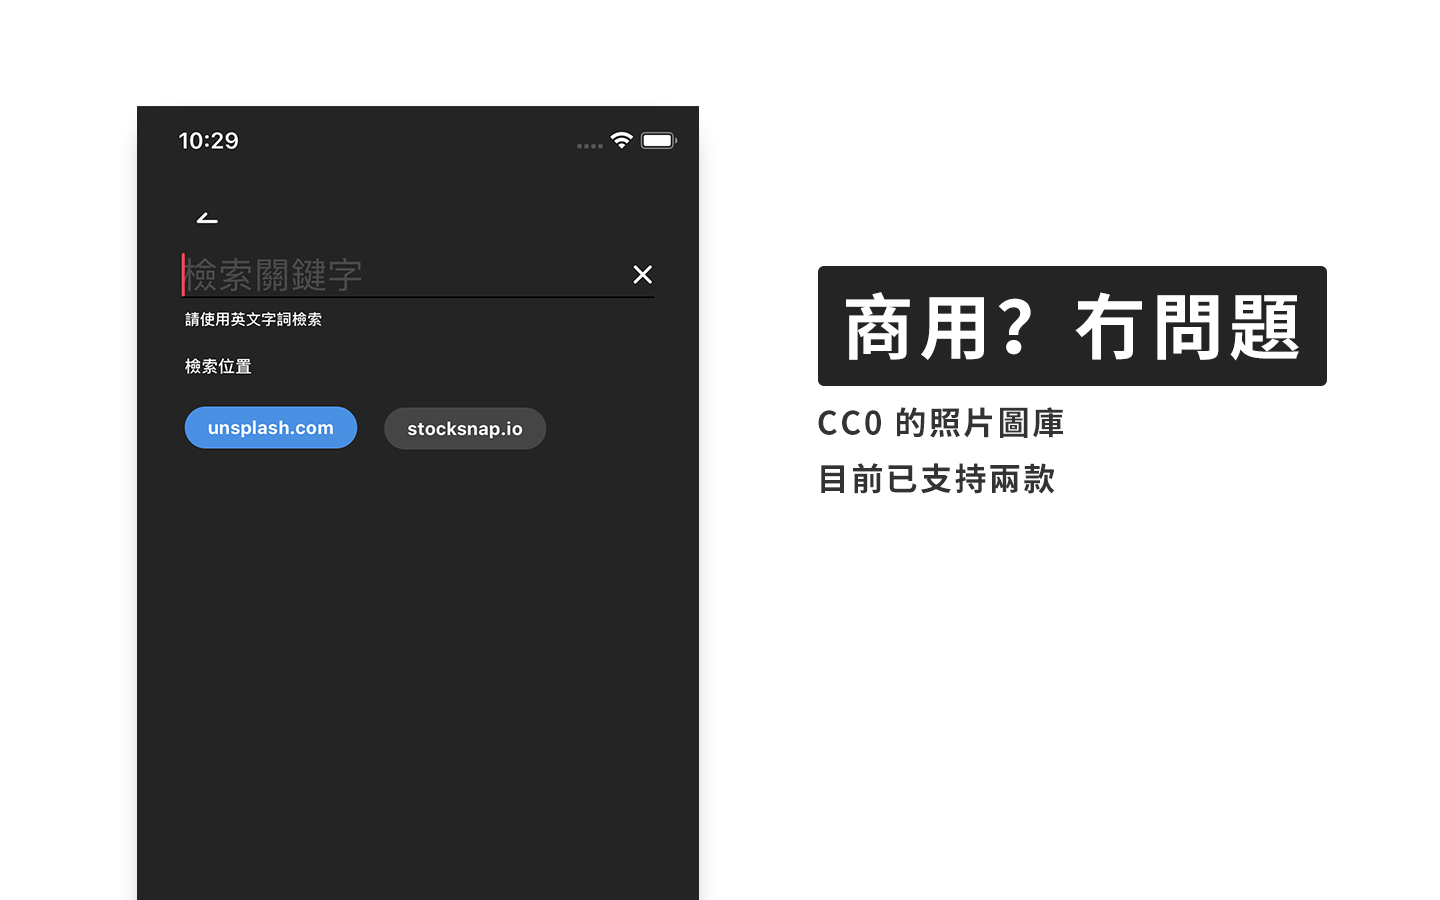 10:29
檢索關鍵字
請使用英文字詞檢索
檢索位置
unsplash.com
stocksnap.io
商用？冇問題
CC0 的照片圖庫
目前已支持兩款